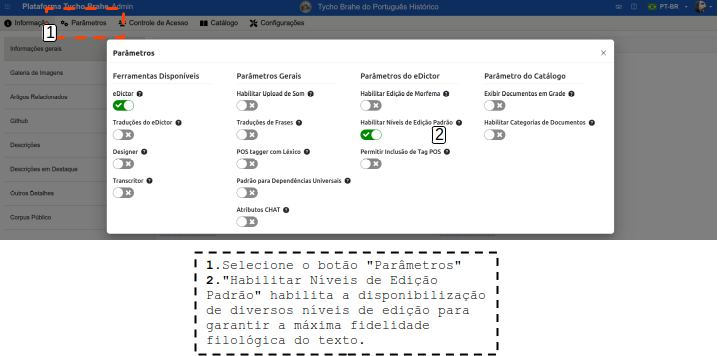 Plataforma Tycho Brahe Admin
Tycho Brahe do Português Histórico
PT-BR
Informação
Parâmetros
Controle de Acesso
Catálogo
Configurações
1
Informações gerais
Galeria de Imagens
Artigos Relacionados
Github
Descrições
Descrições em Destaque
Outros Detalhes
Corpus Público
Parâmetros
Ferramentas Disponíveis
eDictor
Traduções do eDictor
Designer
Transcritor
Parâmetros Gerais
Habilitar Upload de Som
Traduções de Frases
POS tagger com Léxico
Padrão para Dependências Universais
Atributos CHAT
Parâmetros do eDictor
Habilitar Edição de Morfema
Habilitar Níveis de Edição Padrão
2
Permitir Inclusão de Tag POS
Parâmetro do Catálogo
Exibir Documentos em Grade
Habilitar Categorias de Documentos
1.Selecione o botão "Parâmetros"
2."Habilitar Níveis de Edição
Padrão" habilita a disponibilização
de diversos níveis de edição para
garantir a máxima fidelidade
filológica do texto.